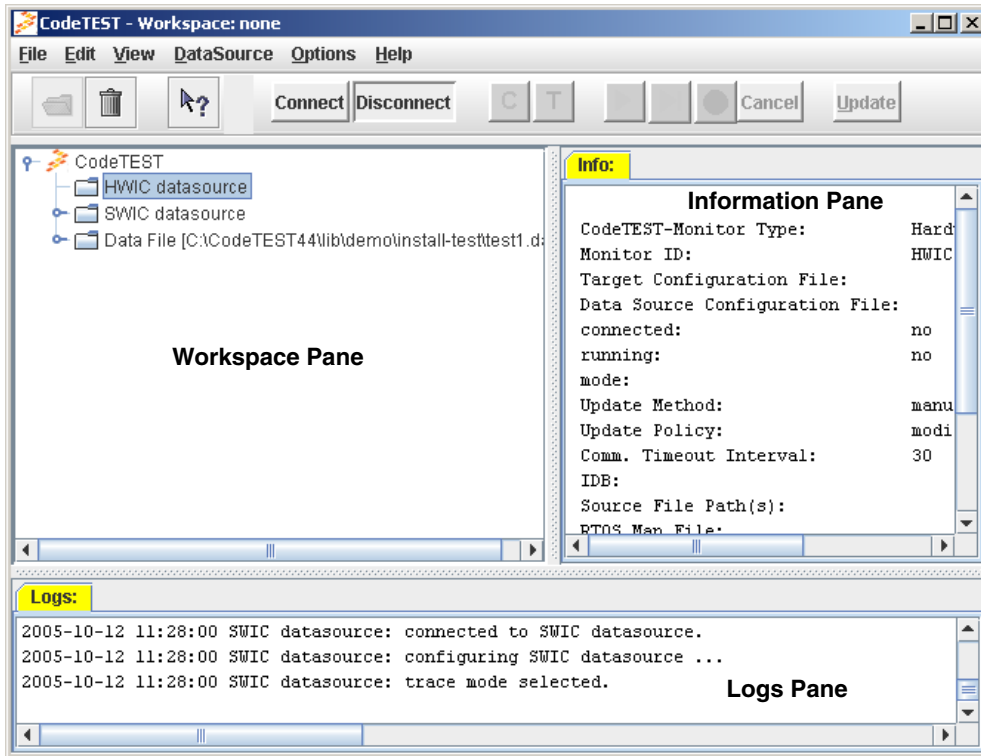 CodeTEST - Workspace: none
File Edit View DataSource Options Help
Connect Disconnect C T Cancel Update
CodeTEST
HWIC datasource
SWIC datasource
Data File [C:\CodeTEST44\lib\demo\install-test\test1.da
Workspace Pane
Info:
Information Pane
CodeTEST-Monitor Type: Hard
Monitor ID: HWIC
Target Configuration File:
Data Source Configuration File:
connected: no
running: no
mode:
Update Method: manu
Update Policy: modi
Comm. Timeout Interval: 30
IDB:
Source File Path(s):
RTOS Map File:
Logs:
2005-10-12 11:28:00 SWIC datasource: connected to SWIC datasource.
2005-10-12 11:28:00 SWIC datasource: configuring SWIC datasource ...
2005-10-12 11:28:00 SWIC datasource: trace mode selected.
Logs Pane